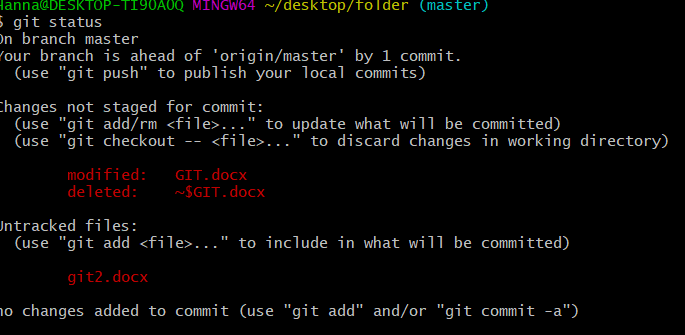 Hanna@DESKTOP-TI9OAOQ MINGW64 ~/desktop/folder (master)
$ git status
On branch master
Your branch is ahead of 'origin/master' by 1 commit.
  (use "git push" to publish your local commits)
Changes not staged for commit:
  (use "git add/rm <file>..." to update what will be committed)
  (use "git checkout -- <file>..." to discard changes in working directory)
        modified:   GIT.docx
        deleted:    ~$GIT.docx
Untracked files:
  (use "git add <file>..." to include in what will be committed)
        git2.docx
no changes added to commit (use "git add" and/or "git commit -a")